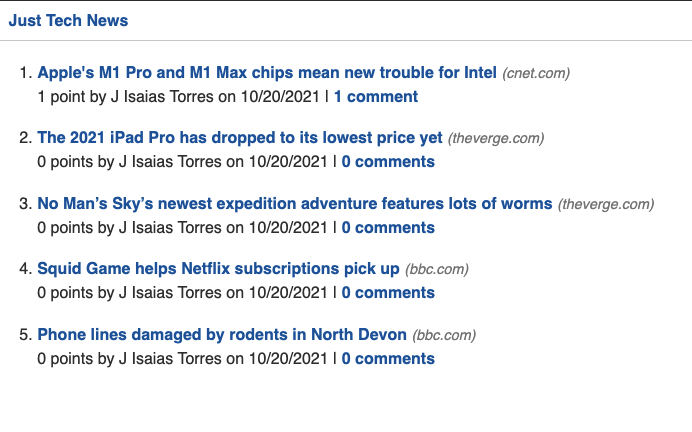 Just Tech News
1. Apple's M1 Pro and M1 Max chips mean new trouble for Intel (cnet.com)
1 point by J Isaias Torres on 10/20/2021 | 1 comment
2. The 2021 iPad Pro has dropped to its lowest price yet (theverge.com)
0 points by J Isaias Torres on 10/20/2021 | 0 comments
3. No Man’s Sky’s newest expedition adventure features lots of worms (theverge.com)
0 points by J Isaias Torres on 10/20/2021 | 0 comments
4. Squid Game helps Netflix subscriptions pick up (bbc.com)
0 points by J Isaias Torres on 10/20/2021 | 0 comments
5. Phone lines damaged by rodents in North Devon (bbc.com)
0 points by J Isaias Torres on 10/20/2021 | 0 comments